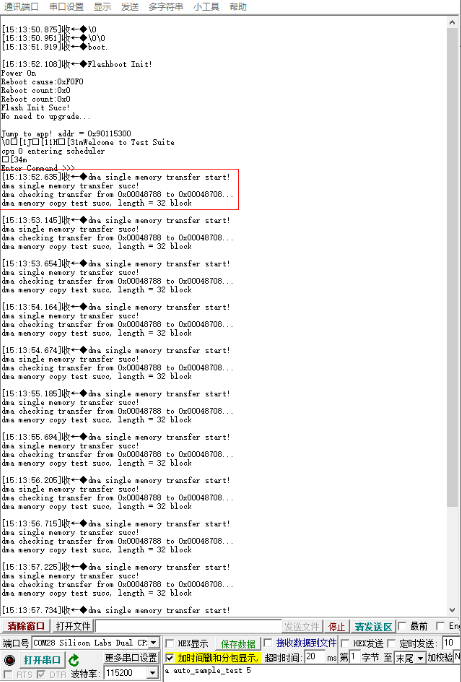 通讯端口 串口设置 显示 发送 多字符串 小工具 帮助
[15:13:50.875]收←◆\0
[15:13:50.951]收←◆\0\0
[15:13:51.919]收←◆boot.
[15:13:52.108]收←◆Flashboot Init!
Power On
Reboot cause:0xF0F0
Reboot count:0x0
Reboot count:0x0
Flash Init Succ!
No need to upgrade...
Jump to app! addr = 0x90115300
\0□[1J□[11H□[31mWelcome to Test Suite
cpu 0 entering scheduler
□[34m
Enter Command >>>
[15:13:52.635]收←◆dma single memory transfer start!
dma single memory transfer succ!
dma checking transfer from 0x00048788 to 0x00048708...
dma memory copy test succ, length = 32 block
[15:13:53.145]收←◆dma single memory transfer start!
dma single memory transfer succ!
dma checking transfer from 0x00048788 to 0x00048708...
dma memory copy test succ, length = 32 block
[15:13:53.654]收←◆dma single memory transfer start!
dma single memory transfer succ!
dma checking transfer from 0x00048788 to 0x00048708...
dma memory copy test succ, length = 32 block
[15:13:54.164]收←◆dma single memory transfer start!
dma single memory transfer succ!
dma checking transfer from 0x00048788 to 0x00048708...
dma memory copy test succ, length = 32 block
[15:13:54.674]收←◆dma single memory transfer start!
dma single memory transfer succ!
dma checking transfer from 0x00048788 to 0x00048708...
dma memory copy test succ, length = 32 block
[15:13:55.185]收←◆dma single memory transfer start!
dma single memory transfer succ!
dma checking transfer from 0x00048788 to 0x00048708...
dma memory copy test succ, length = 32 block
[15:13:55.694]收←◆dma single memory transfer start!
dma single memory transfer succ!
dma checking transfer from 0x00048788 to 0x00048708...
dma memory copy test succ, length = 32 block
[15:13:56.205]收←◆dma single memory transfer start!
dma single memory transfer succ!
dma checking transfer from 0x00048788 to 0x00048708...
dma memory copy test succ, length = 32 block
[15:13:56.715]收←◆dma single memory transfer start!
dma single memory transfer succ!
dma checking transfer from 0x00048788 to 0x00048708...
dma memory copy test succ, length = 32 block
[15:13:57.225]收←◆dma single memory transfer start!
dma single memory transfer succ!
dma checking transfer from 0x00048788 to 0x00048708...
dma memory copy test succ, length = 32 block
[15:13:57.734]收←◆dma single memory transfer start!
清除窗口 打开文件 发送文件 停止 清发送区 最前 Eng
端口号 COM28 Silicon Labs Dual CP. HEX显示 保存数据 接收数据到文件 HEX发送 定时发送: 10
打开串口 更多串口设置 加时间戳和分包显示, 超时时间: 20 ms 第 1 字节 至 末尾 加校验 N
RTS DTR 波特率: 115200 a auto_sample_test 5